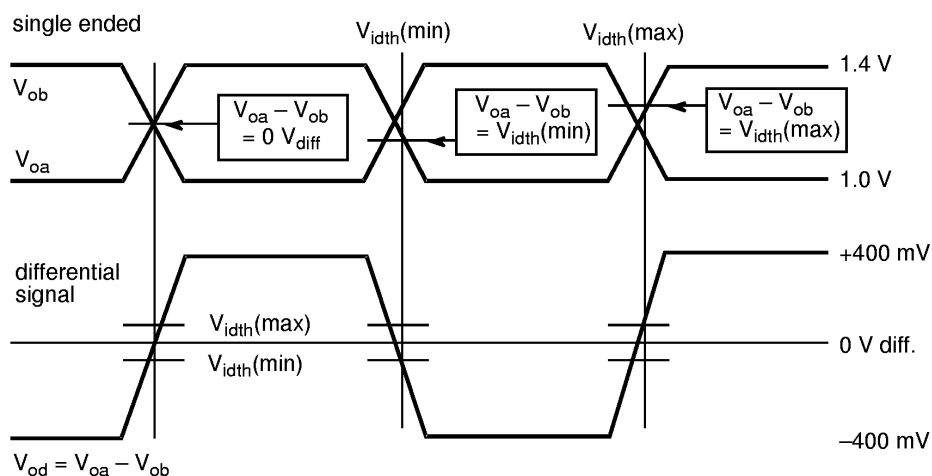 single ended
V_idth(min)
V_idth(max)
V_ob
V_oa – V_ob
= 0 V_diff
V_oa – V_ob
= V_idth(min)
V_oa – V_ob
= V_idth(max)
1.4 V
V_oa
1.0 V
differential
signal
+400 mV
V_idth(max)
0 V diff.
V_idth(min)
–400 mV
V_od = V_oa – V_ob